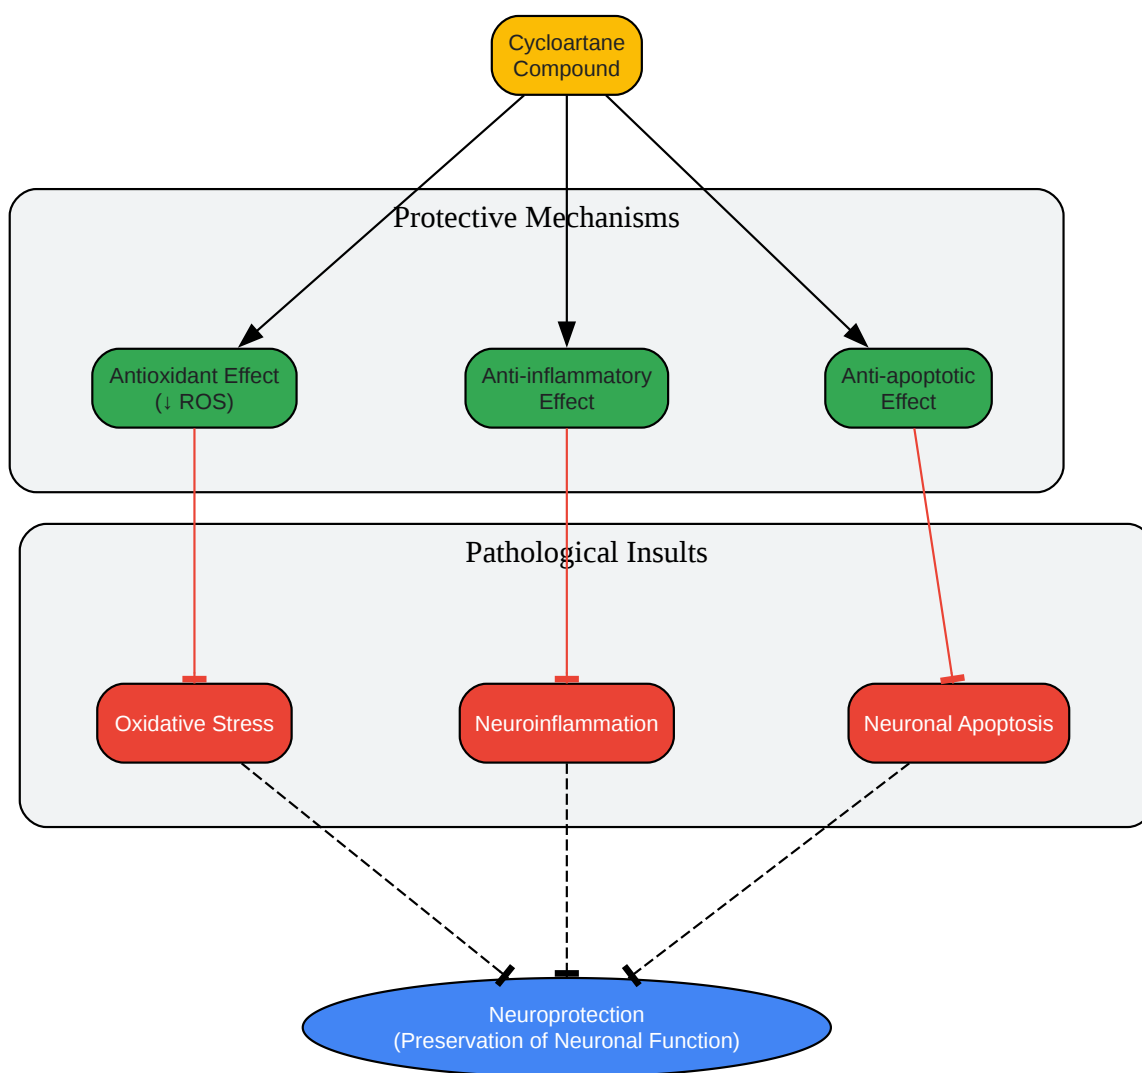 Cycloartane
Compound
Protective Mechanisms
Antioxidant Effect
(↓ ROS)
Anti-inflammatory
Effect
Anti-apoptotic
Effect
Pathological Insults
Oxidative Stress
Neuroinflammation
Neuronal Apoptosis
Neuroprotection
(Preservation of Neuronal Function)